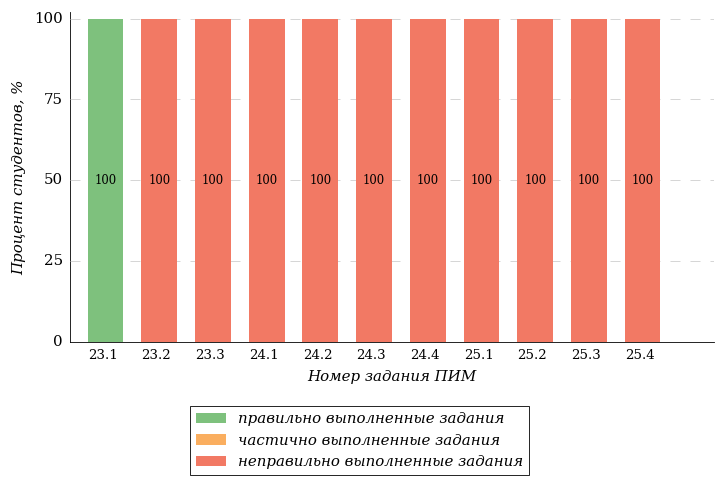 100
75
50
25
0
Процент студентов, %
100 100 100 100 100 100 100 100 100 100 100
23.1 23.2 23.3 24.1 24.2 24.3 24.4 25.1 25.2 25.3 25.4
Номер задания ПИМ
правильно выполненные задания
частично выполненные задания
неправильно выполненные задания